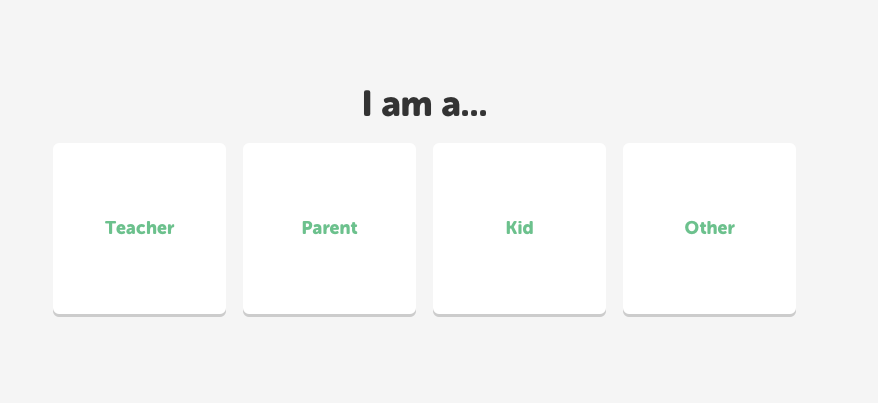 I am a...
Teacher
Parent
Kid
Other